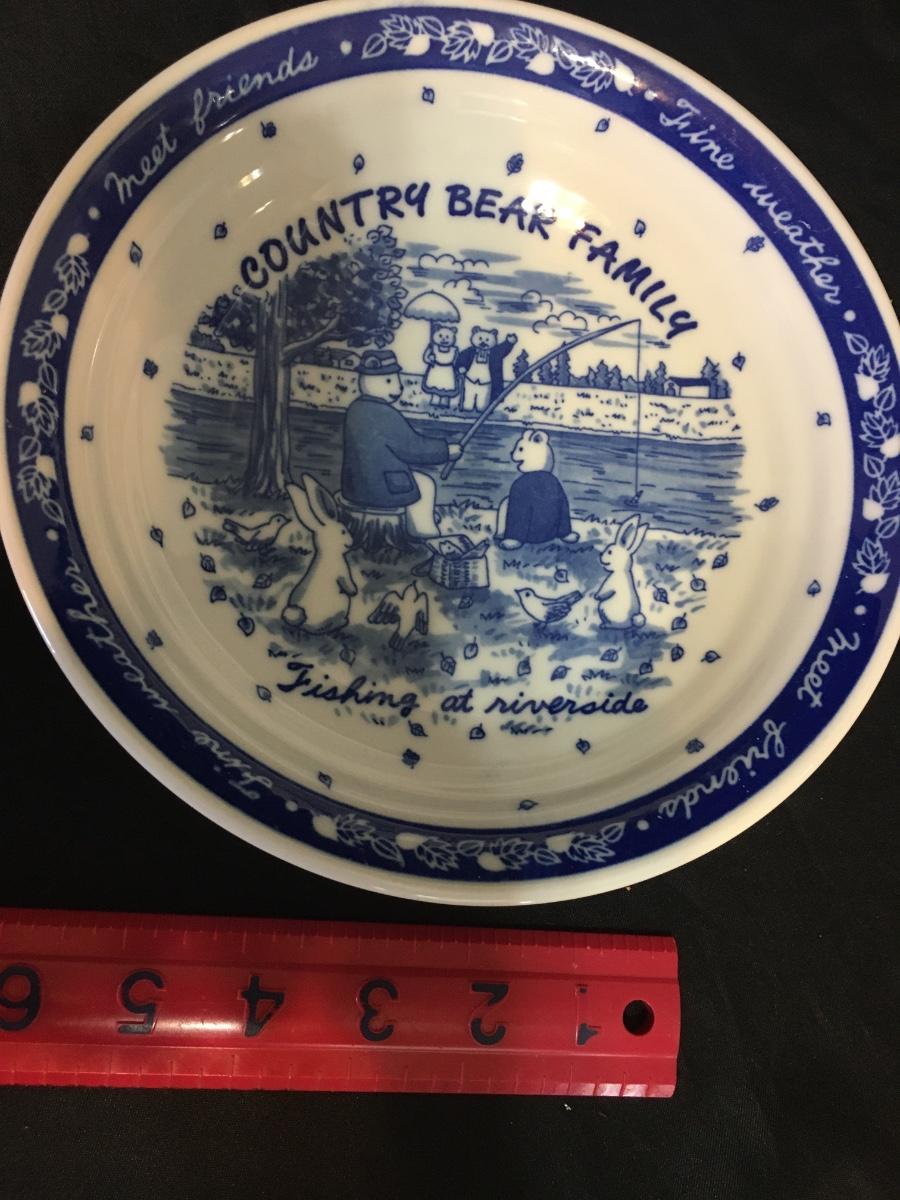 Meet friends
Fine weather
COUNTRY BEAR FAMILY
Fishing at riverside
Meet friends
Fine weather
1 2 3 4 5 6